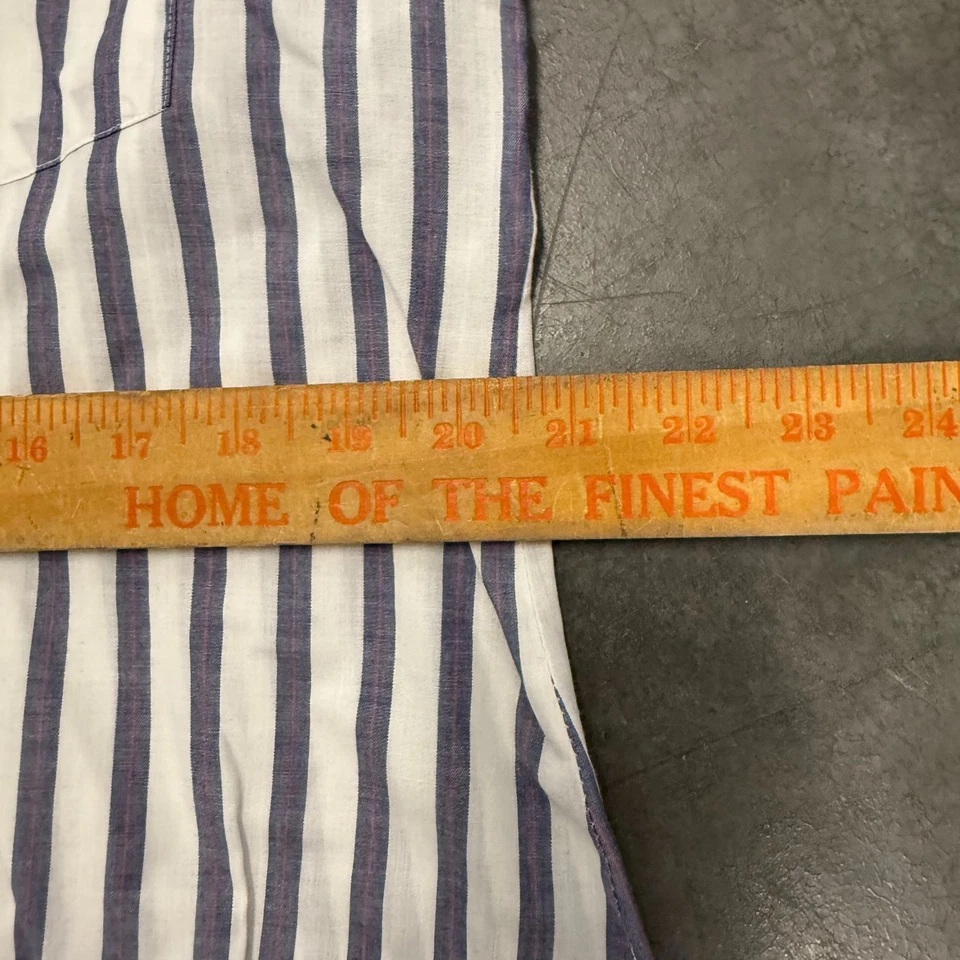 16 17 18 19 20 21 22 23 24
HOME OF THE FINEST PAIN